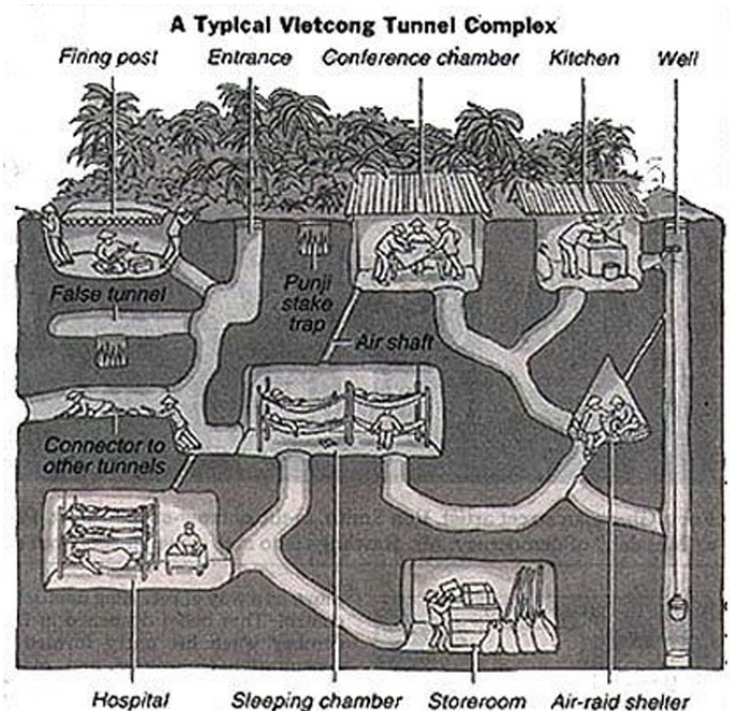 A Typical Vietcong Tunnel Complex
Firing post Entrance Conference chamber Kitchen Well
False tunnel
Punji
stake
trap
Air shaft
Connector to
other tunnels
Hospital Sleeping chamber Storeroom Air-raid shelter